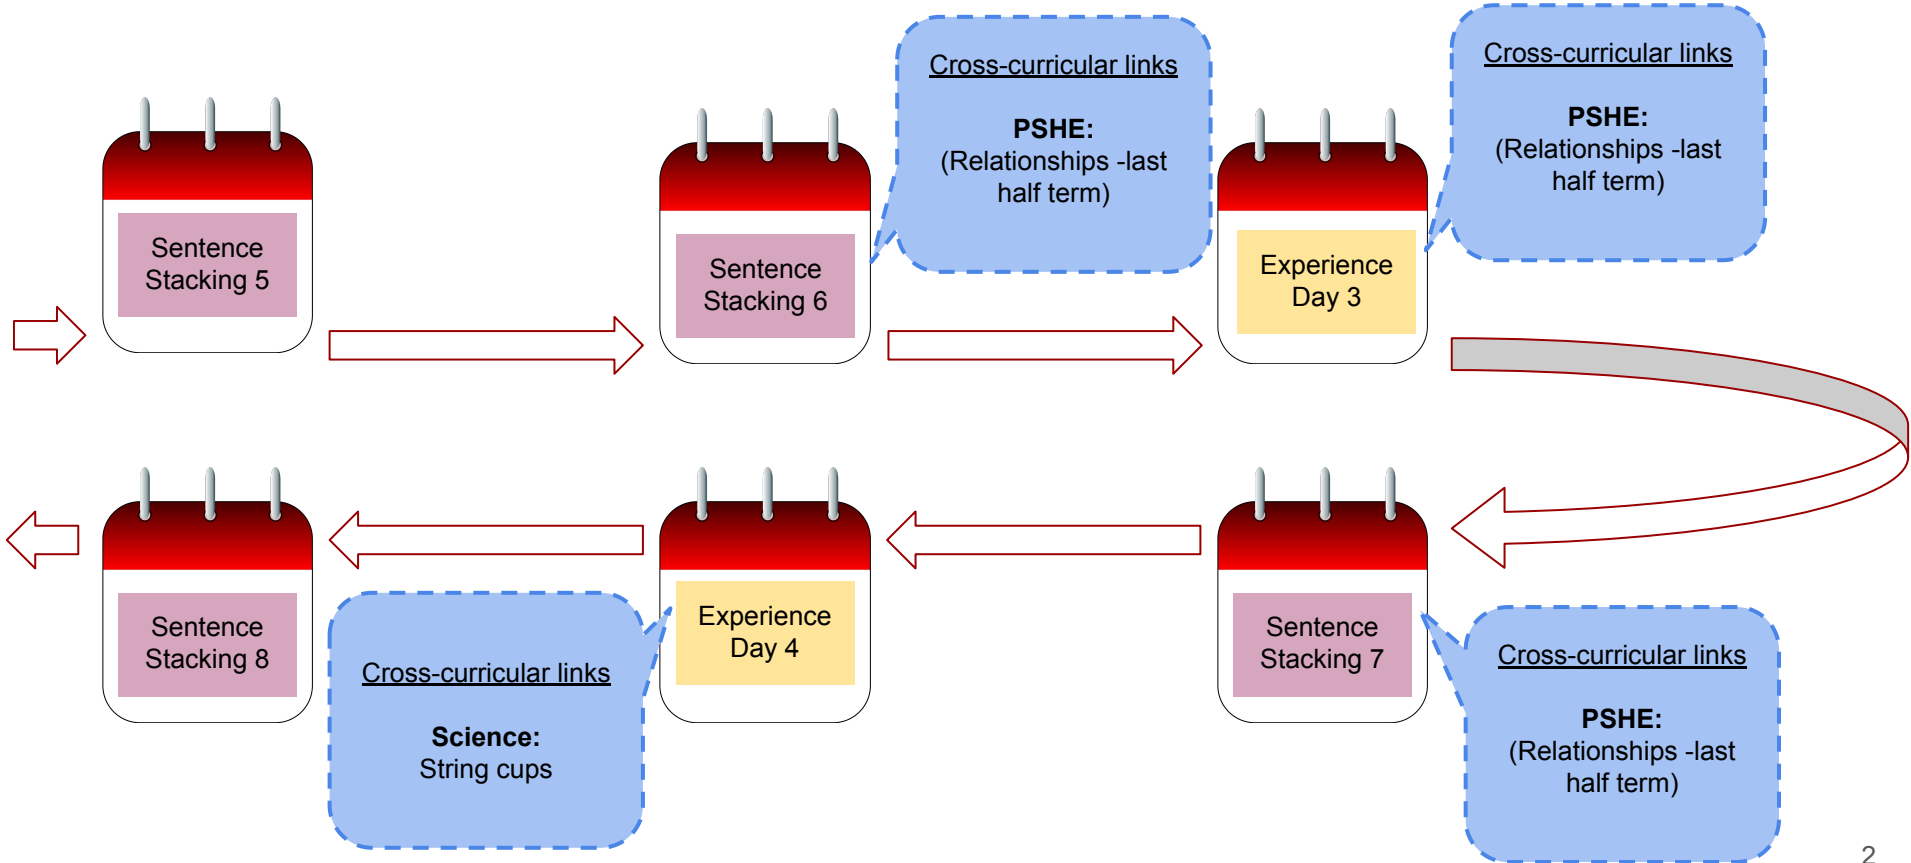 Sentence
Stacking 5
Sentence
Stacking 6
Cross-curricular links
PSHE:
(Relationships -last
half term)
Experience
Day 3
Cross-curricular links
PSHE:
(Relationships -last
half term)
Sentence
Stacking 7
Cross-curricular links
PSHE:
(Relationships -last
half term)
Experience
Day 4
Cross-curricular links
Science:
String cups
Sentence
Stacking 8
2